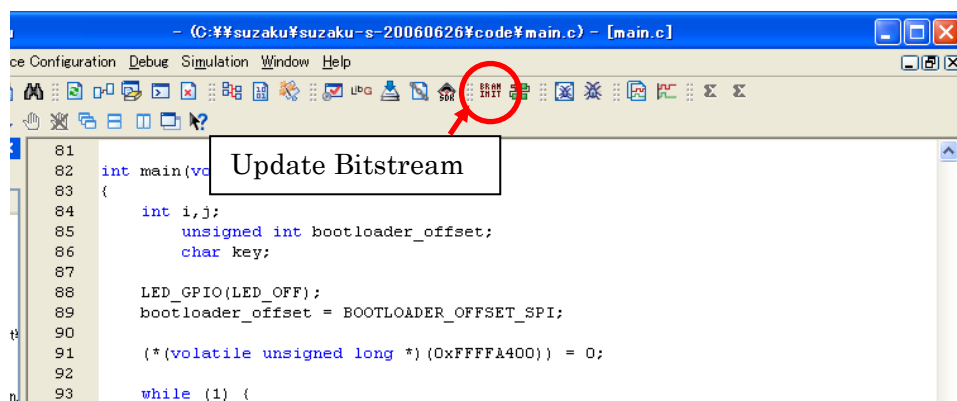 - (C:¥¥suzaku¥suzaku-s-20060626¥code¥main.c) - [main.c]
ce Configuration Debug Simulation Window Help
BRAM
INIT
SDK
Update Bitstream
81
82 int main(vo
83 {
84 int i,j;
85 unsigned int bootloader_offset;
86 char key;
87
88 LED_GPIO(LED_OFF);
89 bootloader_offset = BOOTLOADER_OFFSET_SPI;
90
91 (*(volatile unsigned long *)(0xFFFFA400)) = 0;
92
93 while (1) {